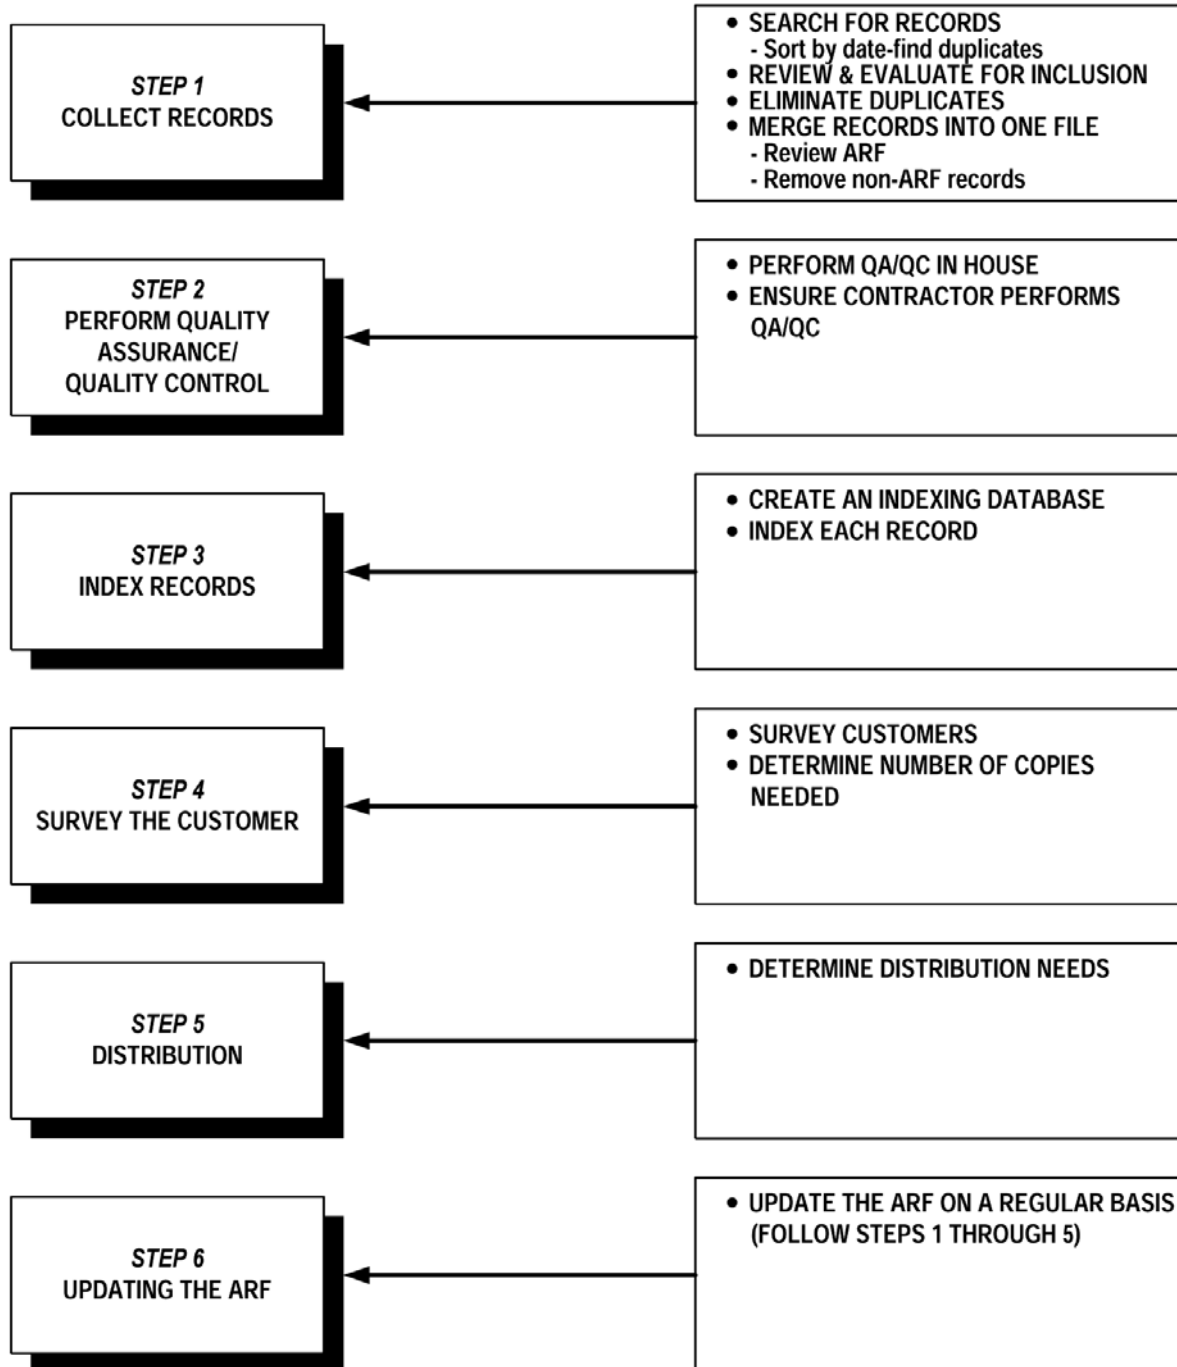 STEP 1
COLLECT RECORDS
• SEARCH FOR RECORDS
- Sort by date-find duplicates
• REVIEW & EVALUATE FOR INCLUSION
• ELIMINATE DUPLICATES
• MERGE RECORDS INTO ONE FILE
- Review ARF
- Remove non-ARF records
STEP 2
PERFORM QUALITY
ASSURANCE/
QUALITY CONTROL
• PERFORM QA/QC IN HOUSE
• ENSURE CONTRACTOR PERFORMS
QA/QC
STEP 3
INDEX RECORDS
• CREATE AN INDEXING DATABASE
• INDEX EACH RECORD
STEP 4
SURVEY THE CUSTOMER
• SURVEY CUSTOMERS
• DETERMINE NUMBER OF COPIES
NEEDED
STEP 5
DISTRIBUTION
• DETERMINE DISTRIBUTION NEEDS
STEP 6
UPDATING THE ARF
• UPDATE THE ARF ON A REGULAR BASIS
(FOLLOW STEPS 1 THROUGH 5)